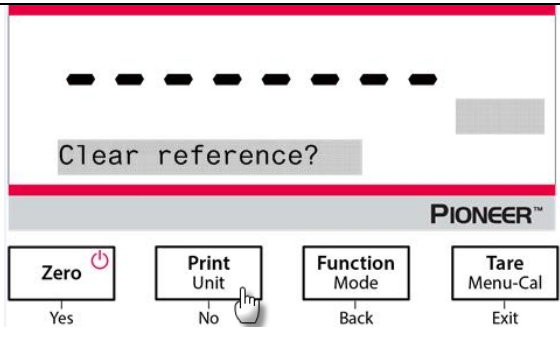 --------
Clear reference?
PIONEER™
Zero Print Function Tare
Unit Mode Menu-Cal
Yes No Back Exit